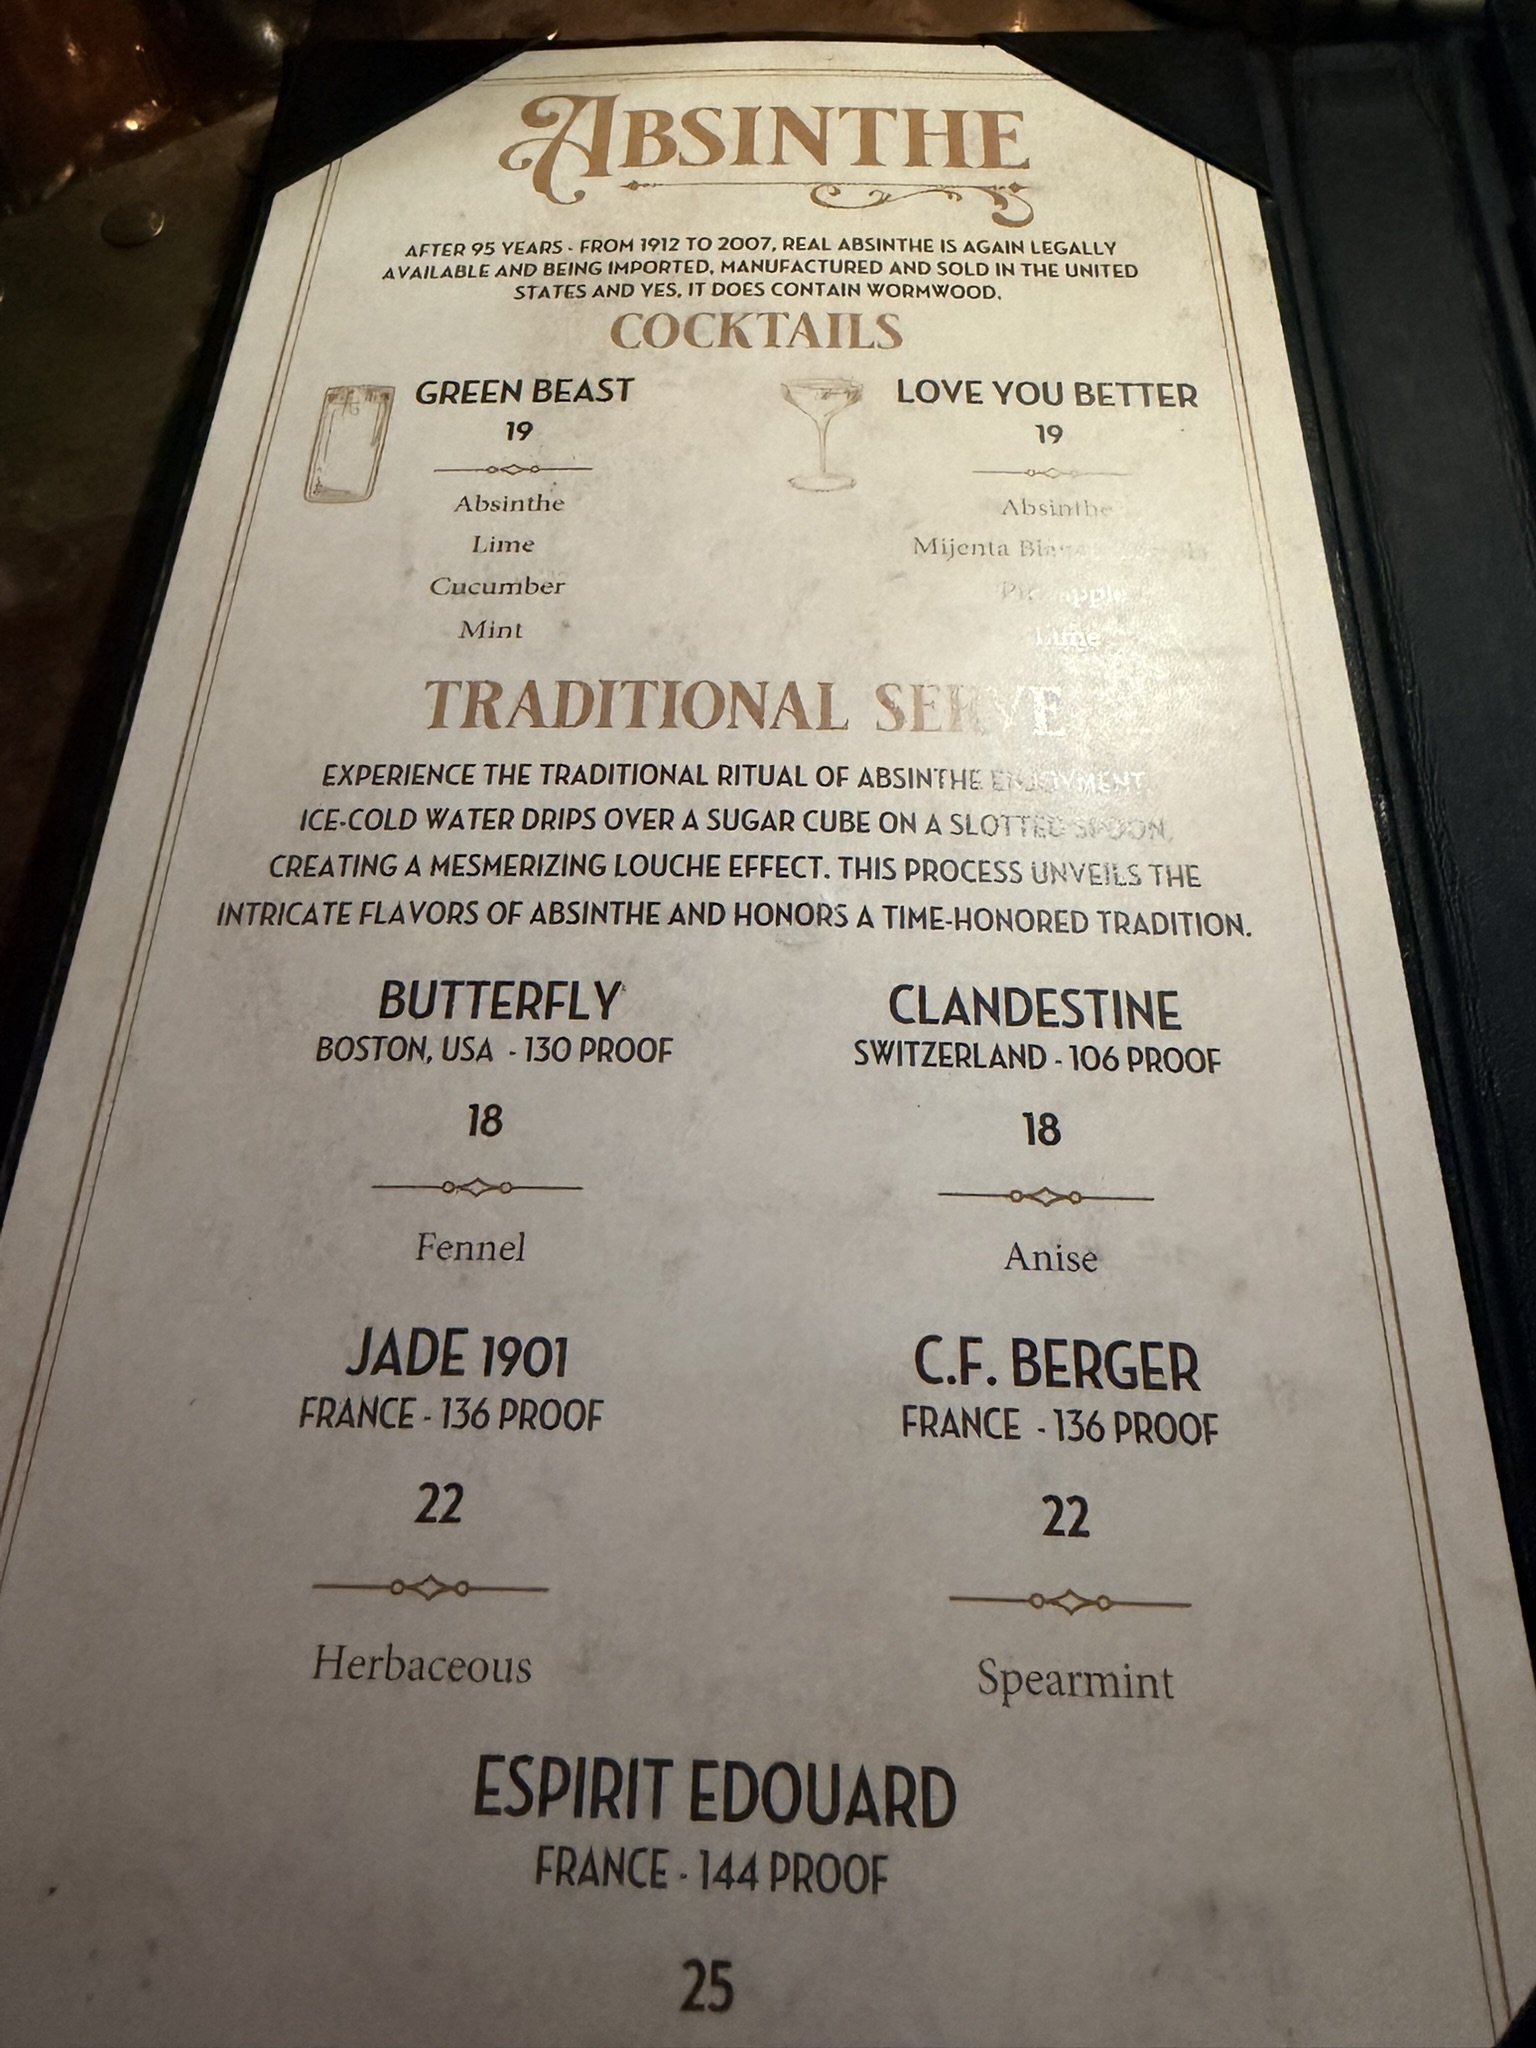 ABSINTHE
AFTER 95 YEARS - FROM 1912 TO 2007, REAL ABSINTHE IS AGAIN LEGALLY
AVAILABLE AND BEING IMPORTED, MANUFACTURED AND SOLD IN THE UNITED
STATES AND YES, IT DOES CONTAIN WORMWOOD.
COCKTAILS
GREEN BEAST
19
Absinthe
Lime
Cucumber
Mint
LOVE YOU BETTER
19
Absinthe
Mijenta
Pineapple
Lime
TRADITIONAL SERVE
EXPERIENCE THE TRADITIONAL RITUAL OF ABSINTHE ENJOYMENT.
ICE-COLD WATER DRIPS OVER A SUGAR CUBE ON A SLOTTED SPOON,
CREATING A MESMERIZING LOUCHE EFFECT. THIS PROCESS UNVEILS THE
INTRICATE FLAVORS OF ABSINTHE AND HONORS A TIME-HONORED TRADITION.
BUTTERFLY
BOSTON, USA - 130 PROOF
18
Fennel
CLANDESTINE
SWITZERLAND - 106 PROOF
18
Anise
JADE 1901
FRANCE - 136 PROOF
22
Herbaceous
C.F. BERGER
FRANCE - 136 PROOF
22
Spearmint
ESPIRIT EDOUARD
FRANCE - 144 PROOF
25